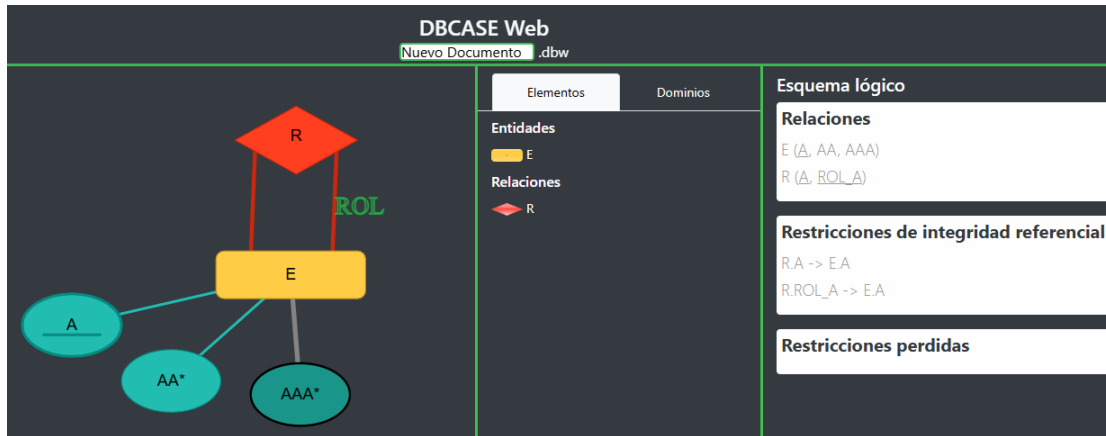 DBCASE Web
Nuevo Documento .dbw
R
ROL
E
A
AA*
AAA*
Elementos Dominios
Entidades
E
Relaciones
R
Esquema lógico
Relaciones
E (A, AA, AAA)
R (A, ROL_A)
Restricciones de integridad referencial
R.A -> E.A
R.ROL_A -> E.A
Restricciones perdidas